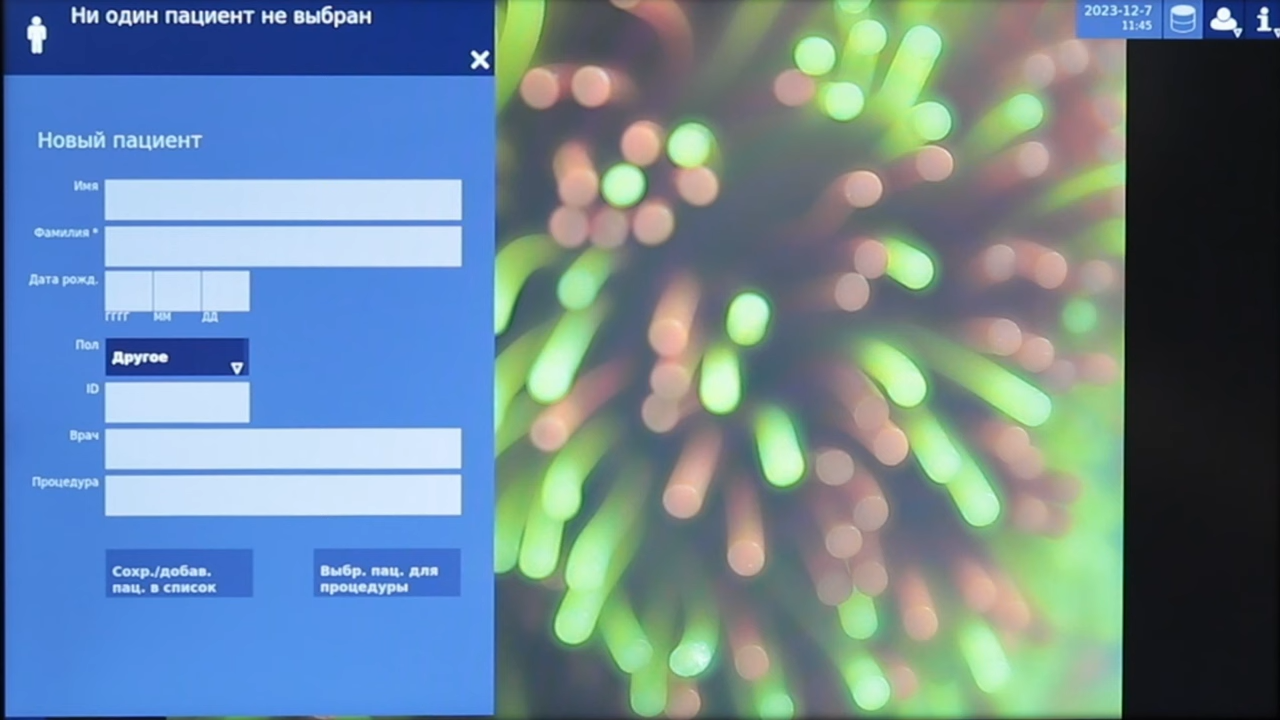 Ни один пациент не выбран
2023-12-7
11:45
Новый пациент
Имя
Фамилия *
Дата рожд.
ГГГГ ММ ДД
Пол
Другое
ID
Врач
Процедура
Сохр./добав.
пац. в список
Выбр. пац. для
процедуры